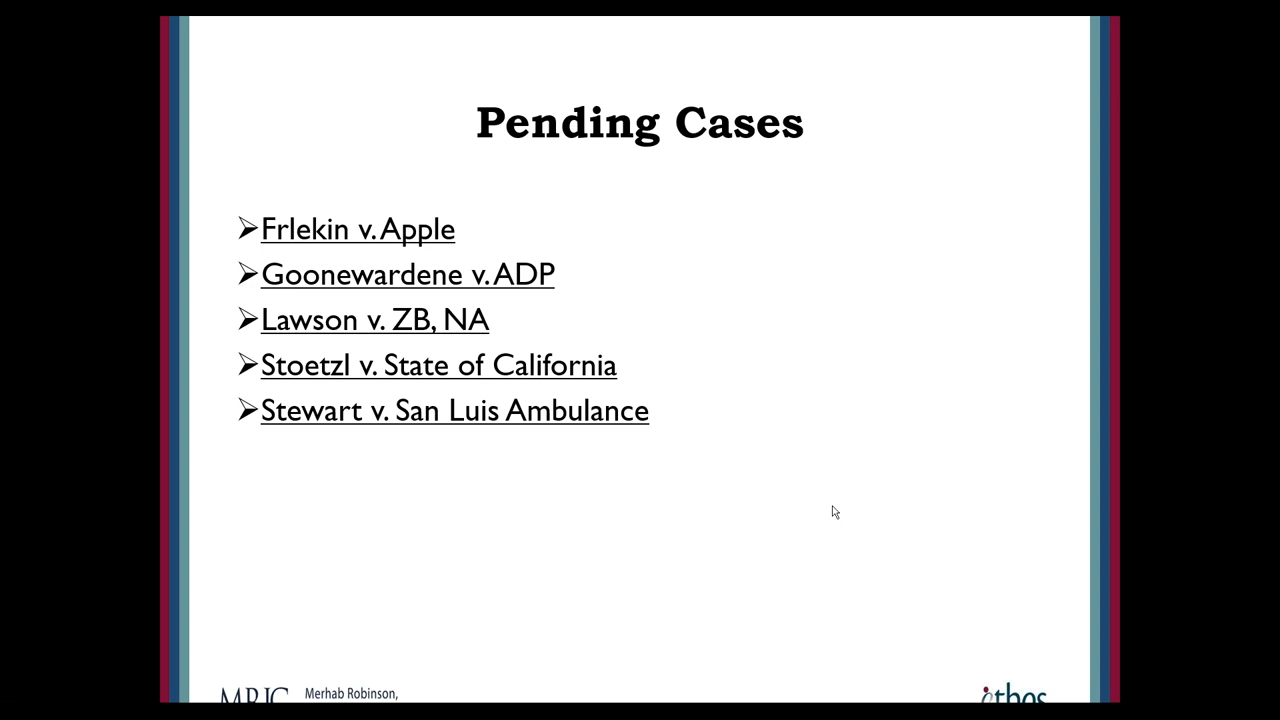 Pending Cases
➢Frlekin v. Apple
➢Goonewardene v. ADP
➢Lawson v. ZB, NA
➢Stoetzl v. State of California
➢Stewart v. San Luis Ambulance
MRJC Merhab Robinson,
ethos